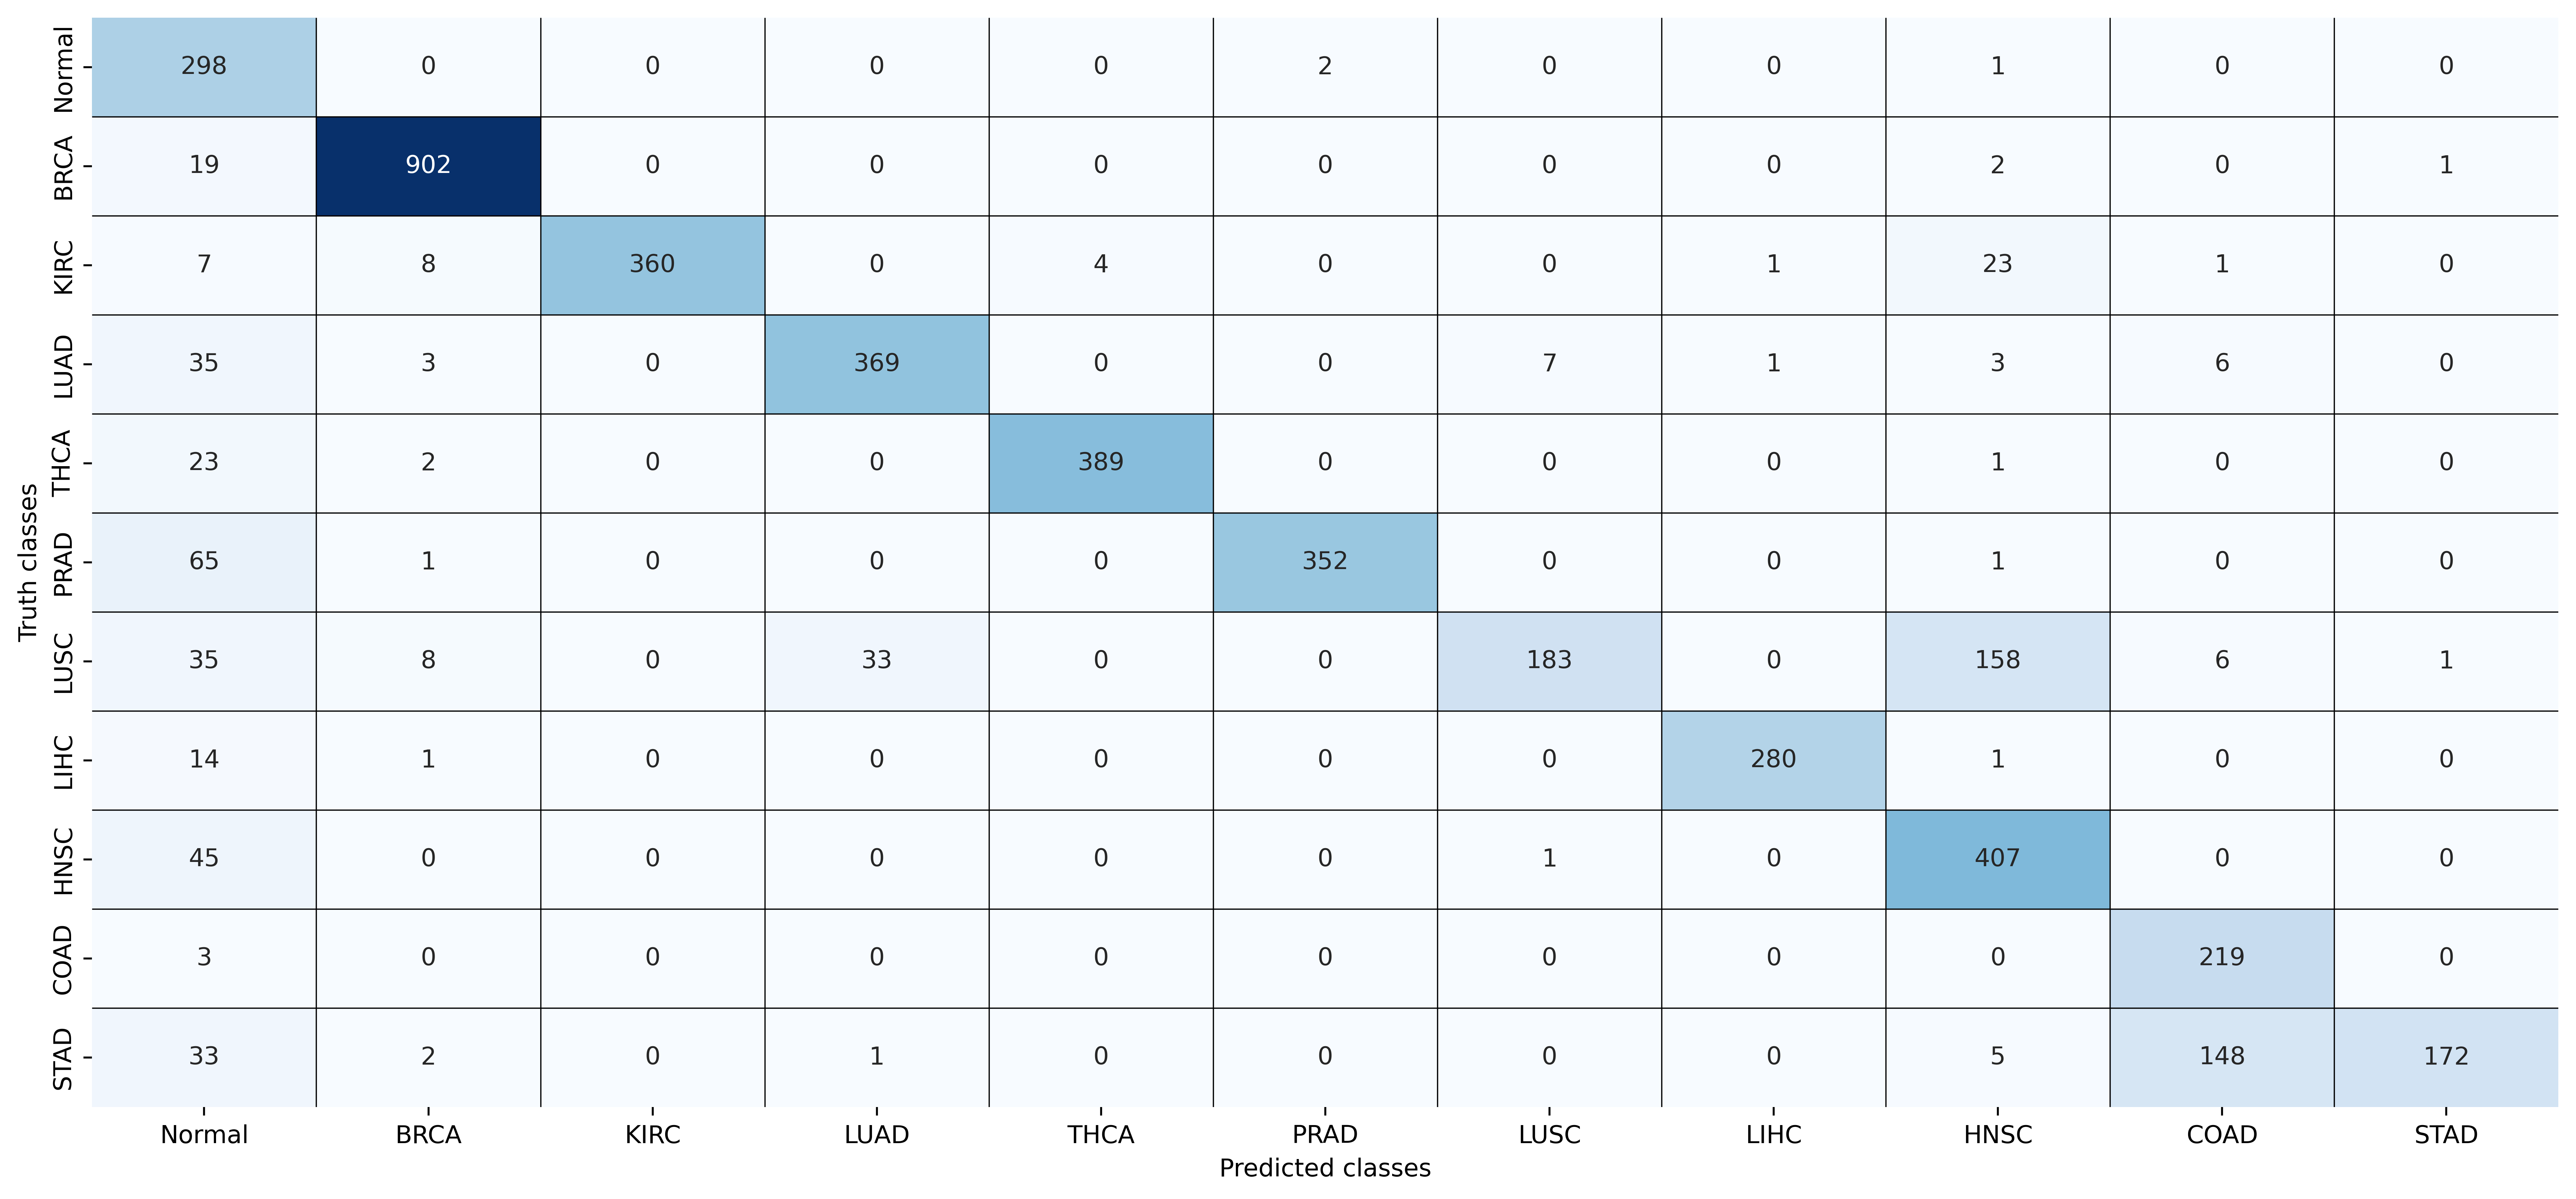 Truth classes
Normal 298 0 0 0 0 2 0 0 1 0 0
BRCA 19 902 0 0 0 0 0 0 2 0 1
KIRC 7 8 360 0 4 0 0 1 23 1 0
LUAD 35 3 0 369 0 0 7 1 3 6 0
THCA 23 2 0 0 389 0 0 0 1 0 0
PRAD 65 1 0 0 0 352 0 0 1 0 0
LUSC 35 8 0 33 0 0 183 0 158 6 1
LIHC 14 1 0 0 0 0 0 280 1 0 0
HNSC 45 0 0 0 0 0 1 0 407 0 0
COAD 3 0 0 0 0 0 0 0 0 219 0
STAD 33 2 0 1 0 0 0 0 5 148 172
Normal BRCA KIRC LUAD THCA PRAD LUSC LIHC HNSC COAD STAD
Predicted classes